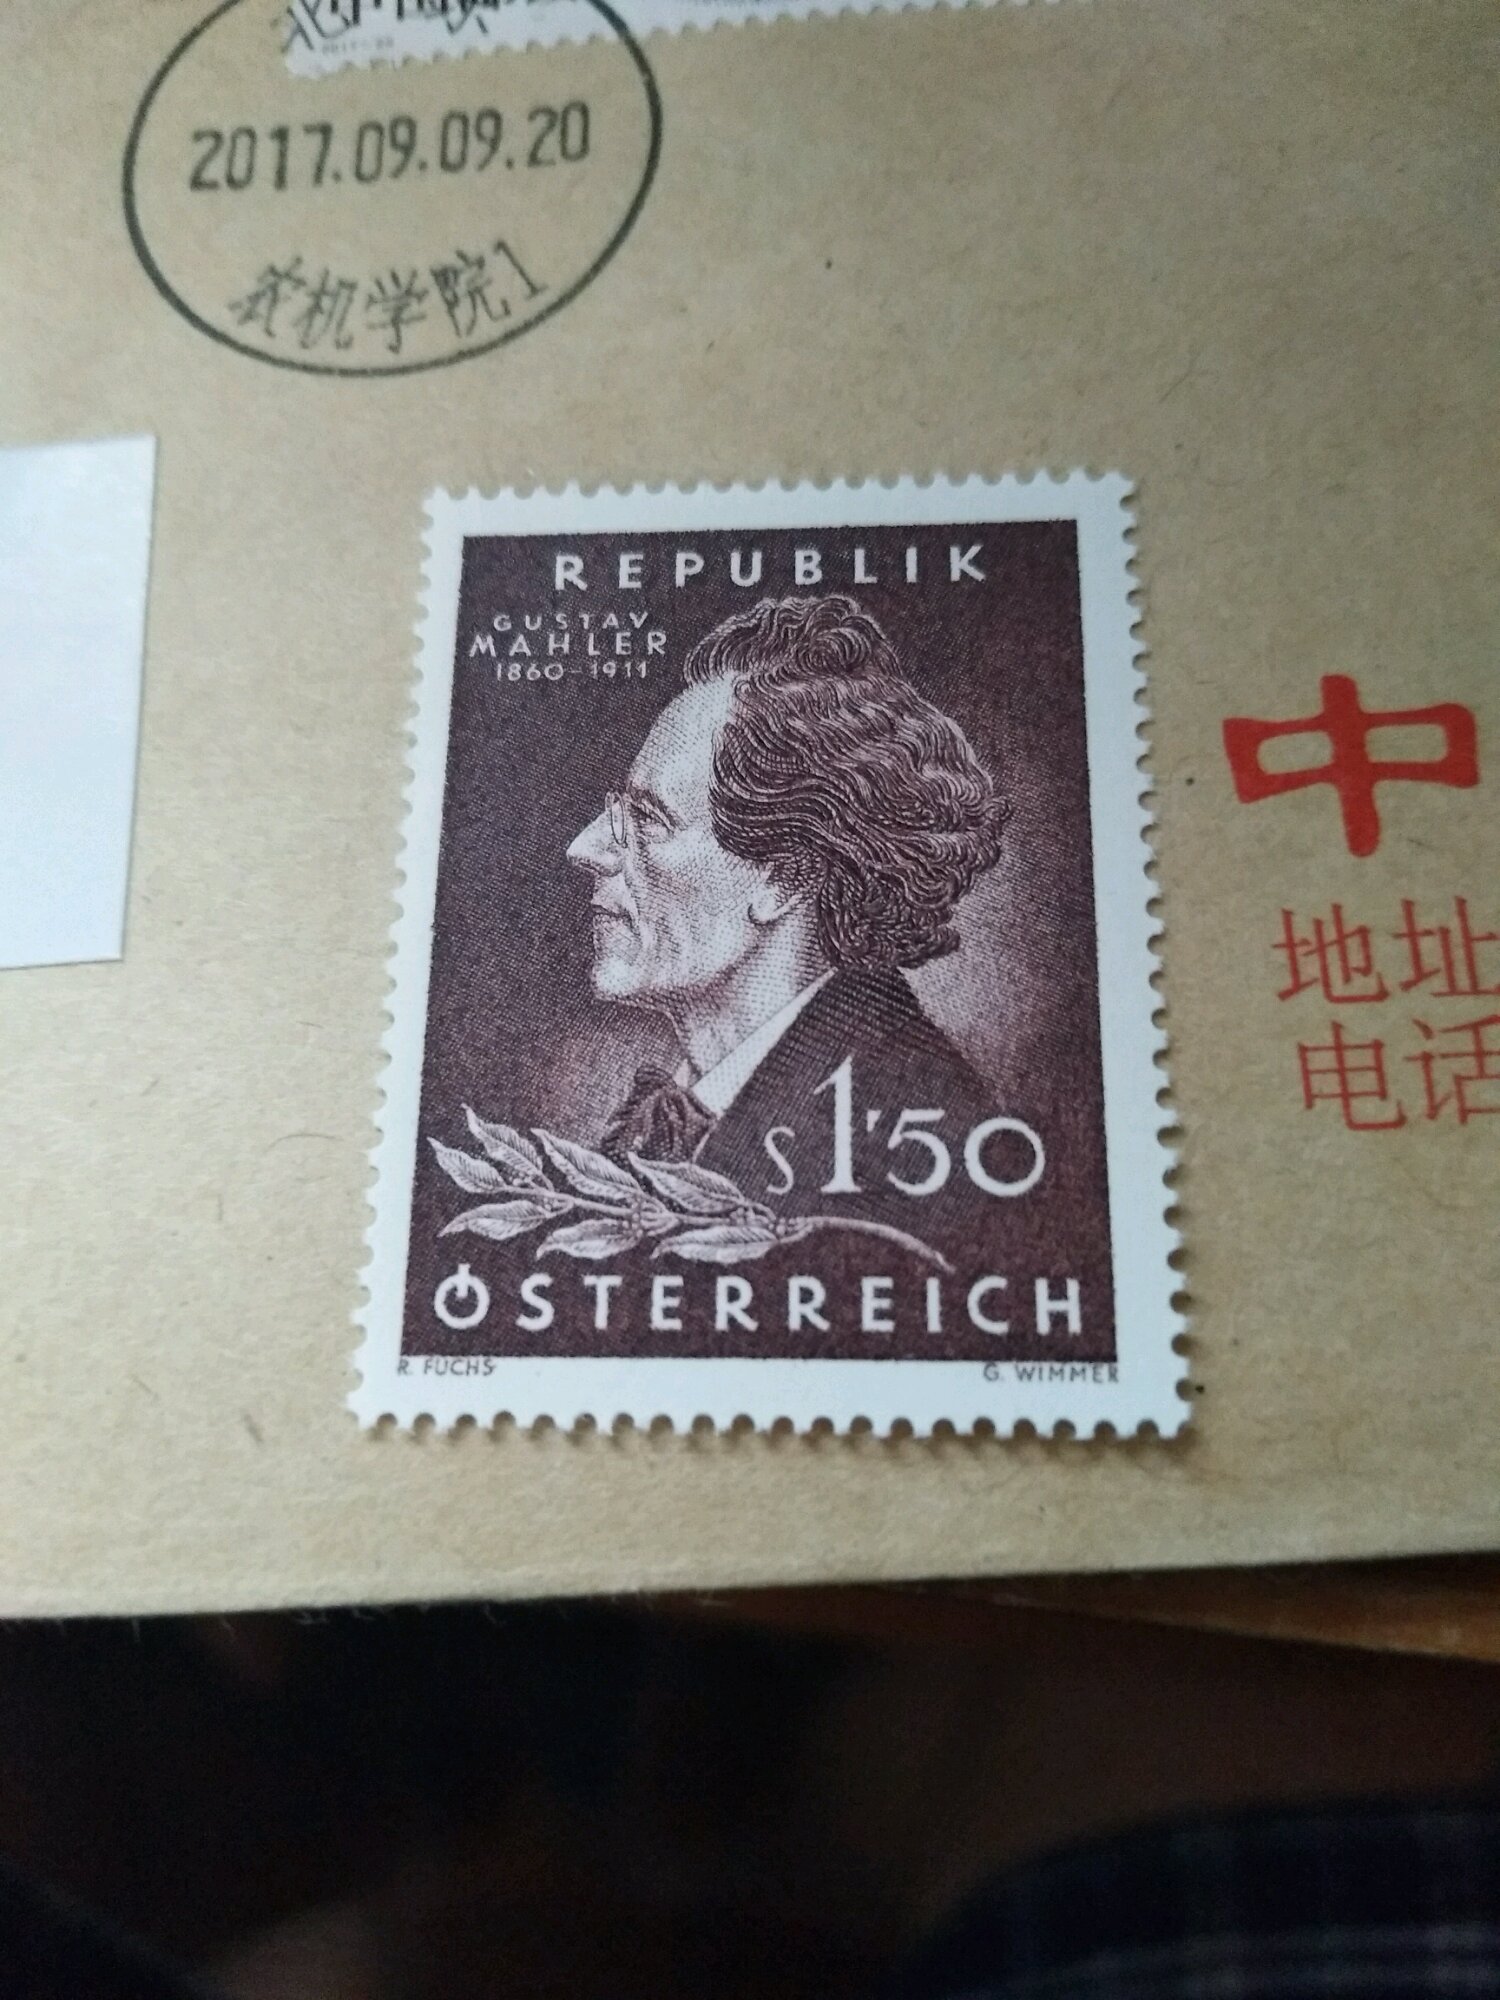 2017.09.09.20
农机学院1
REPUBLIK
GUSTAV
MAHLER
1860-1911
中
地址
电话
S 1'50
ÖSTERREICH
R. FUCHS
G. WIMMER